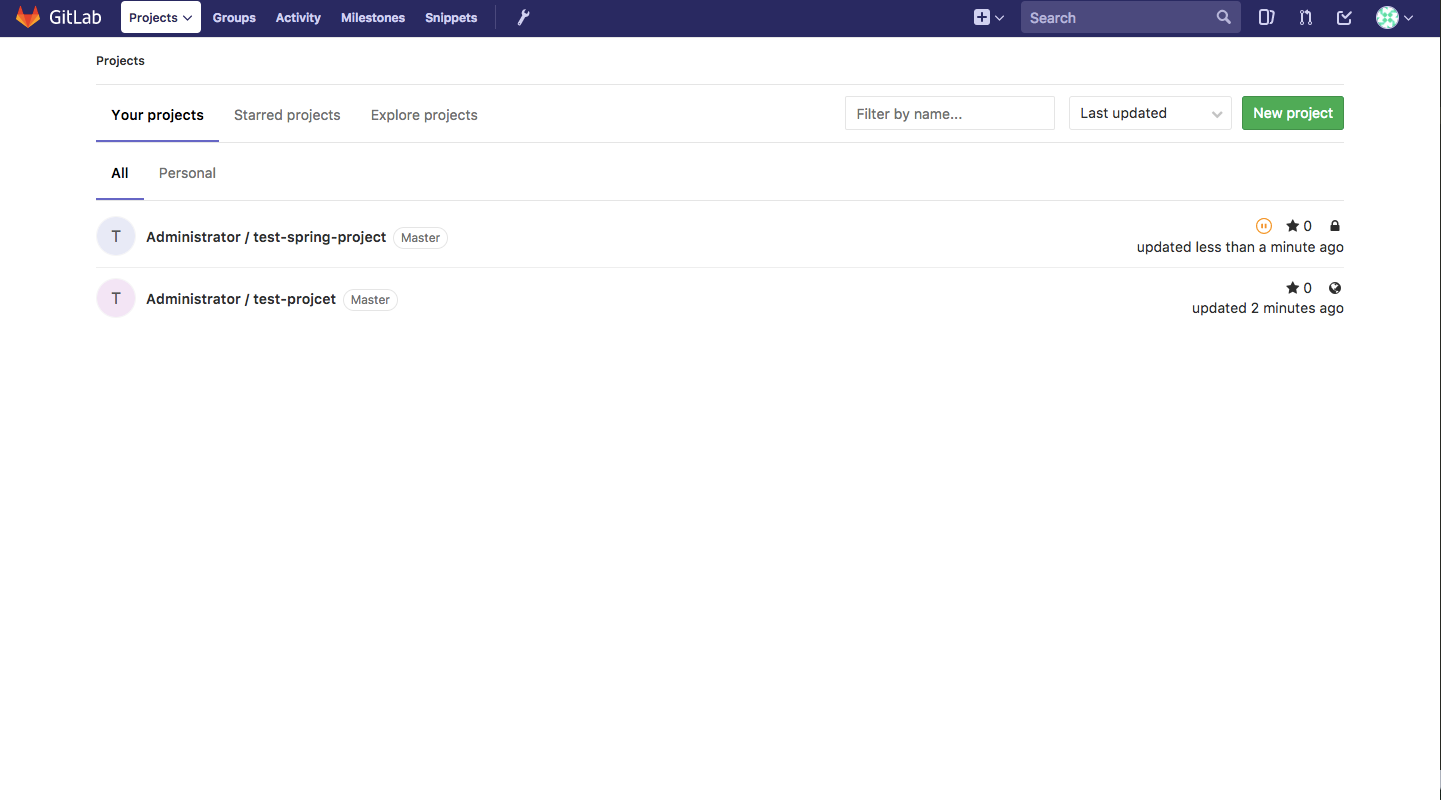 GitLab Projects Groups Activity Milestones Snippets Search
Projects
Your projects Starred projects Explore projects Filter by name... Last updated New project
All Personal
T Administrator / test-spring-project Master 0
updated less than a minute ago
T Administrator / test-projcet Master 0
updated 2 minutes ago